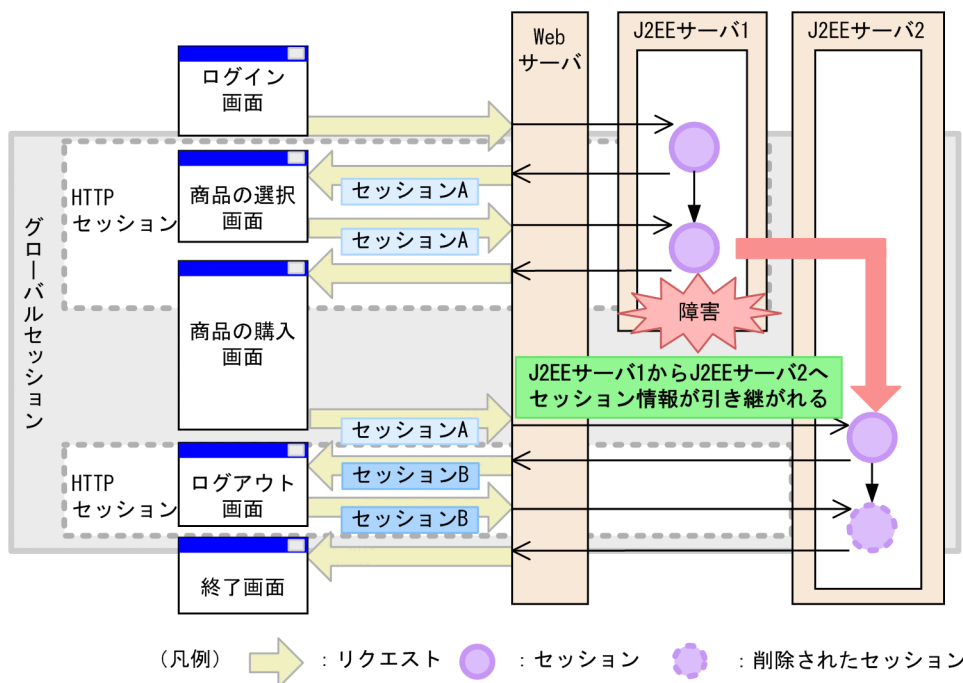 Web
サーバ
J2EEサーバ1
J2EEサーバ2
ログイン
画面
HTTP
セッション
商品の選択
画面
セッションA
セッションA
グローバルセッション
商品の購入
画面
障害
J2EEサーバ1からJ2EEサーバ2へ
セッション情報が引き継がれる
セッションA
HTTP
セッション
ログアウト
画面
セッションB
セッションB
終了画面
(凡例)
:リクエスト
:セッション
:削除されたセッション